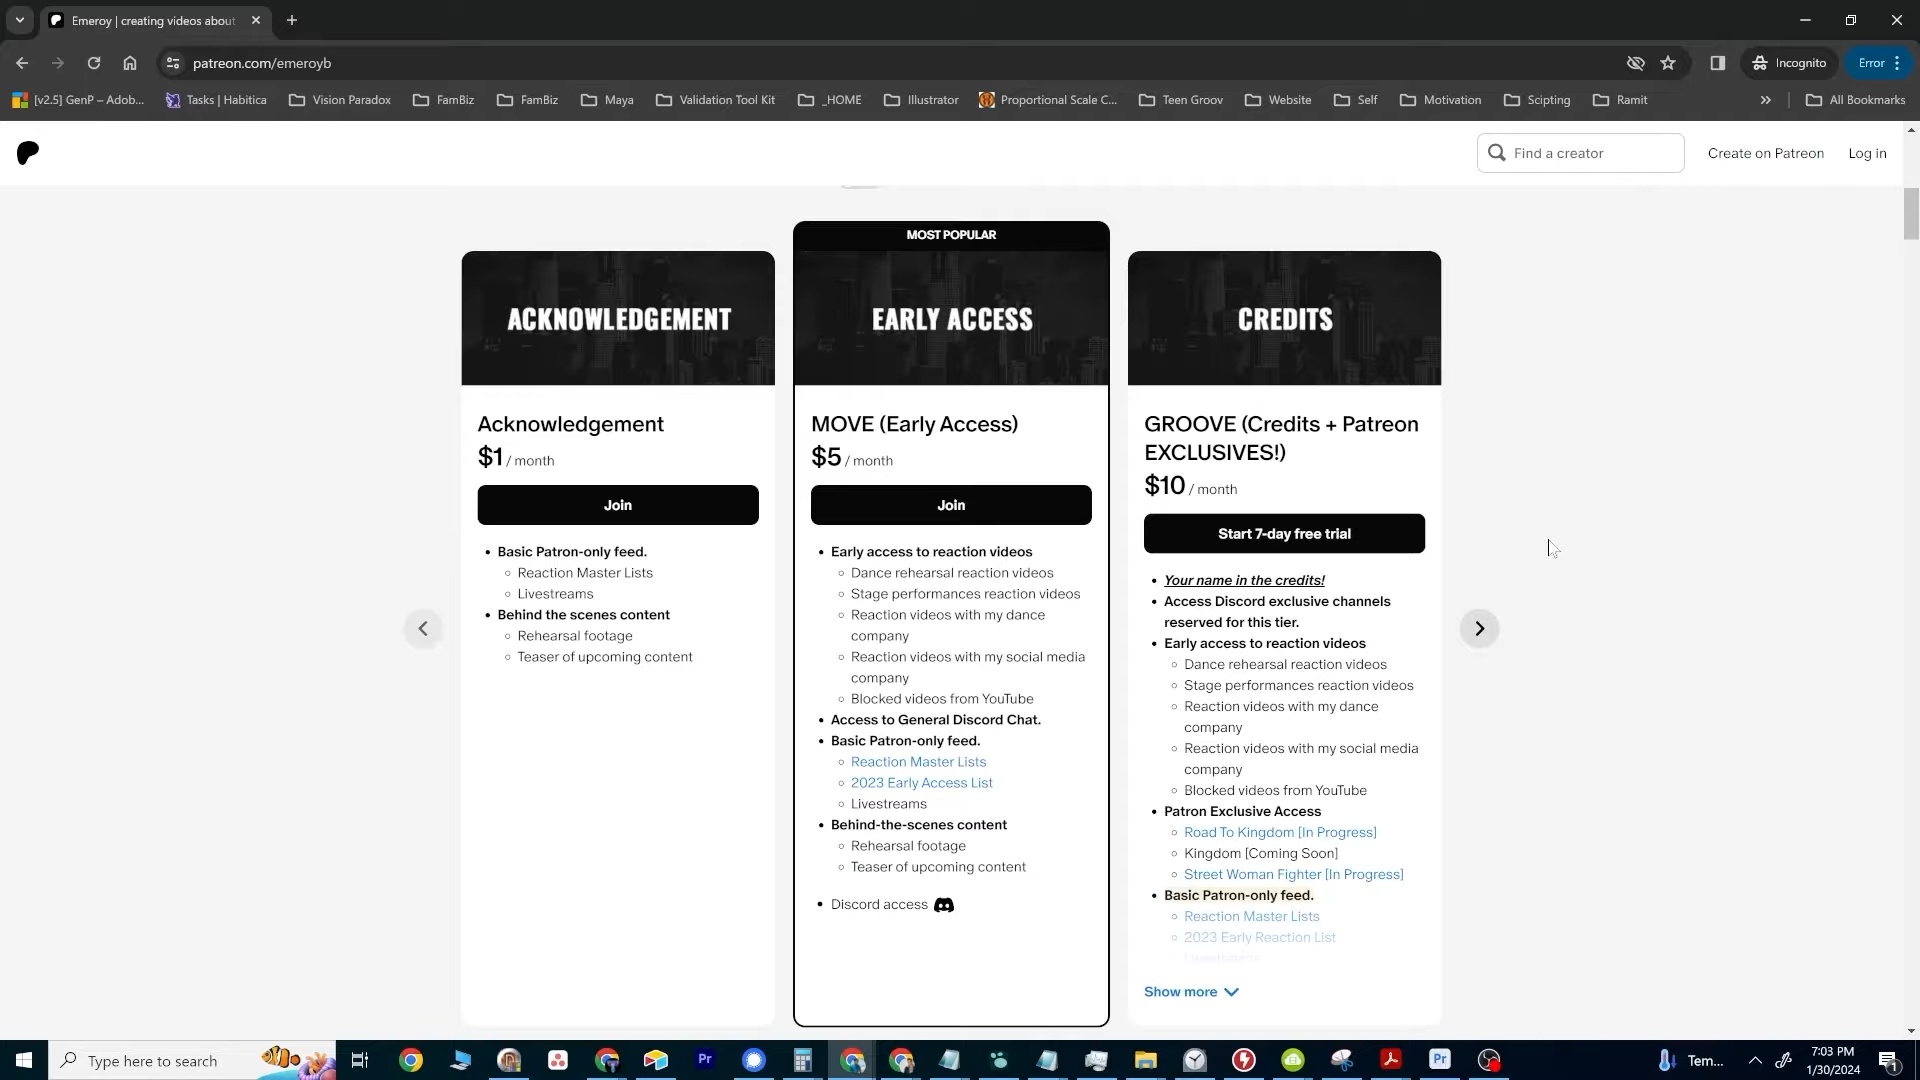 Emeroy | creating videos about
patreon.com/emeroyb
Incognito
Error
[v2.5] GenP – Adob...
Tasks | Habitica
Vision Paradox
FamBiz
FamBiz
Maya
Validation Tool Kit
_HOME
Illustrator
Proportional Scale C...
Teen Groov
Website
Self
Motivation
Scipting
Ramit
»
All Bookmarks
Find a creator
Create on Patreon
Log in
ACKNOWLEDGEMENT
Acknowledgement
$1 / month
Join
• Basic Patron-only feed.
◦ Reaction Master Lists
◦ Livestreams
• Behind the scenes content
◦ Rehearsal footage
◦ Teaser of upcoming content
MOST POPULAR
EARLY ACCESS
MOVE (Early Access)
$5 / month
Join
• Early access to reaction videos
◦ Dance rehearsal reaction videos
◦ Stage performances reaction videos
◦ Reaction videos with my dance
company
◦ Reaction videos with my social media
company
◦ Blocked videos from YouTube
• Access to General Discord Chat.
• Basic Patron-only feed.
◦ Reaction Master Lists
◦ 2023 Early Access List
◦ Livestreams
• Behind-the-scenes content
◦ Rehearsal footage
◦ Teaser of upcoming content
• Discord access
CREDITS
GROOVE (Credits + Patreon
EXCLUSIVES!)
$10 / month
Start 7-day free trial
• Your name in the credits!
• Access Discord exclusive channels
reserved for this tier.
• Early access to reaction videos
◦ Dance rehearsal reaction videos
◦ Stage performances reaction videos
◦ Reaction videos with my dance
company
◦ Reaction videos with my social media
company
◦ Blocked videos from YouTube
• Patron Exclusive Access
◦ Road To Kingdom [In Progress]
◦ Kingdom [Coming Soon]
◦ Street Woman Fighter [In Progress]
• Basic Patron-only feed.
◦ Reaction Master Lists
◦ 2023 Early Reaction List
Show more
Type here to search
Pr
Pr
Tem...
7:03 PM
1/30/2024
1